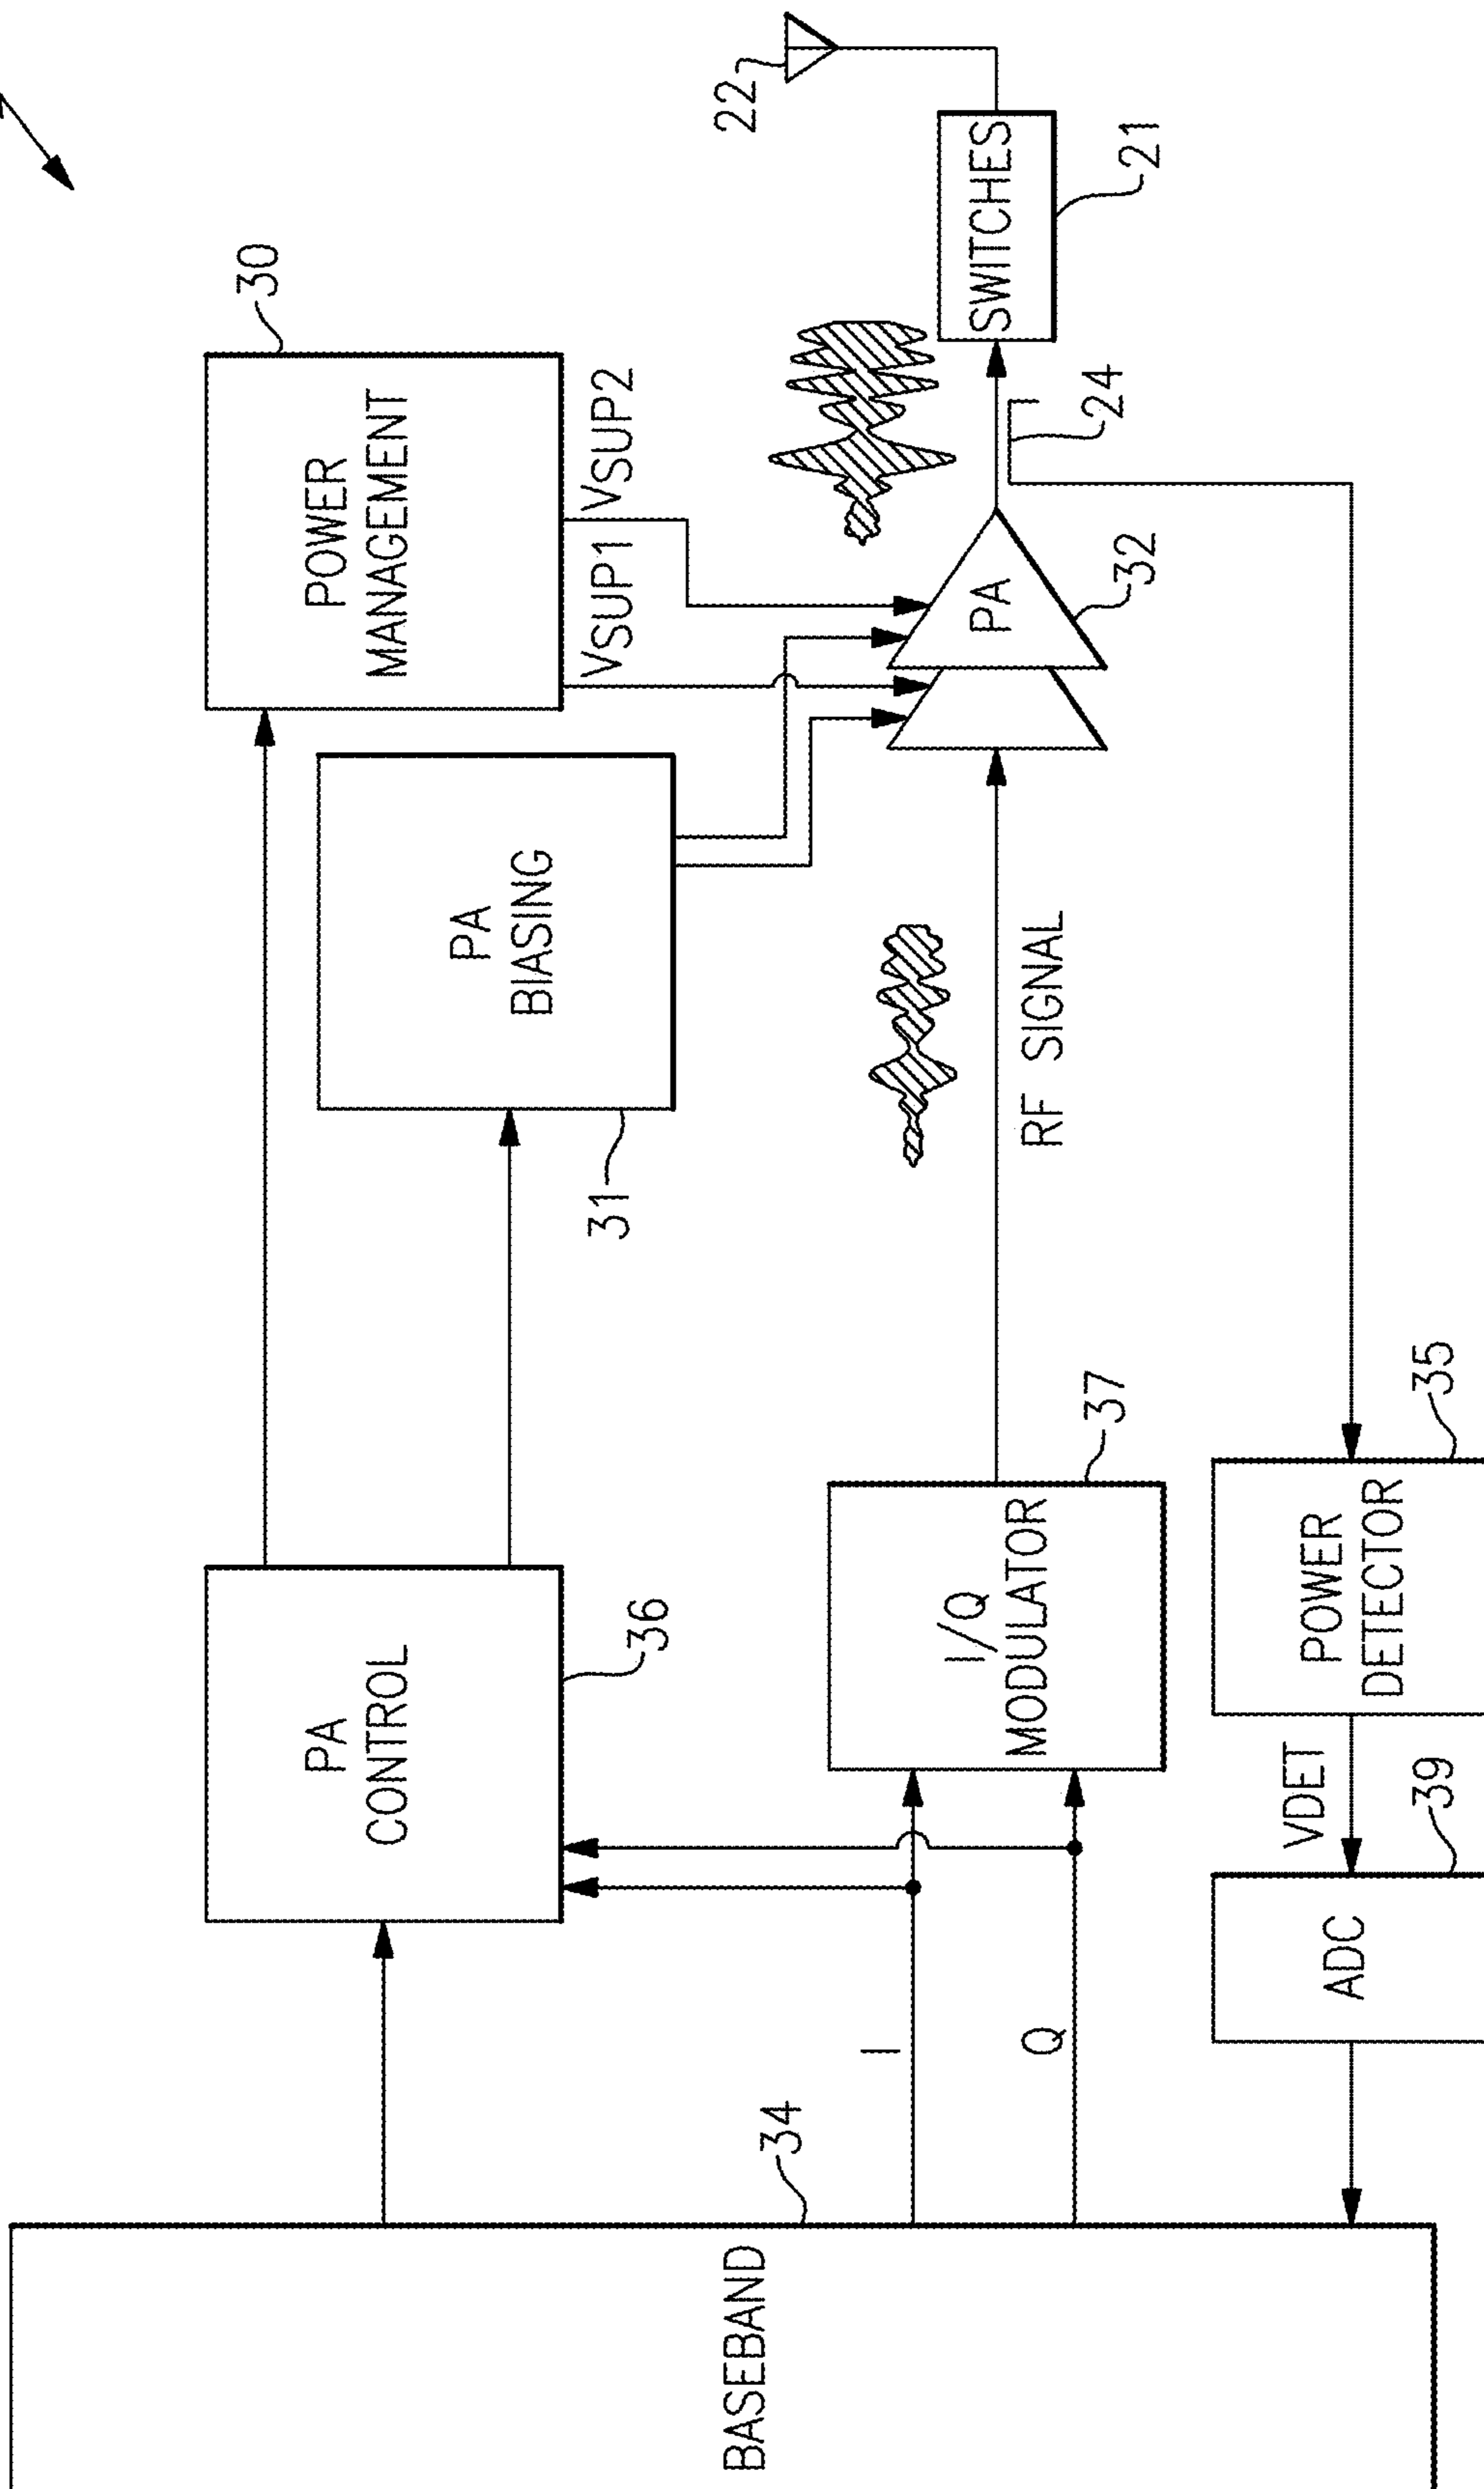 30
POWER
MANAGEMENT
VSUP1
VSUP2
PA
BIASING
31
PA
CONTROL
36
22
SWITCHES
21
24
PA
32
RF SIGNAL
I/Q
MODULATOR
37
I
Q
34
BASEBAND
POWER
DETECTOR
35
VDET
ADC
39